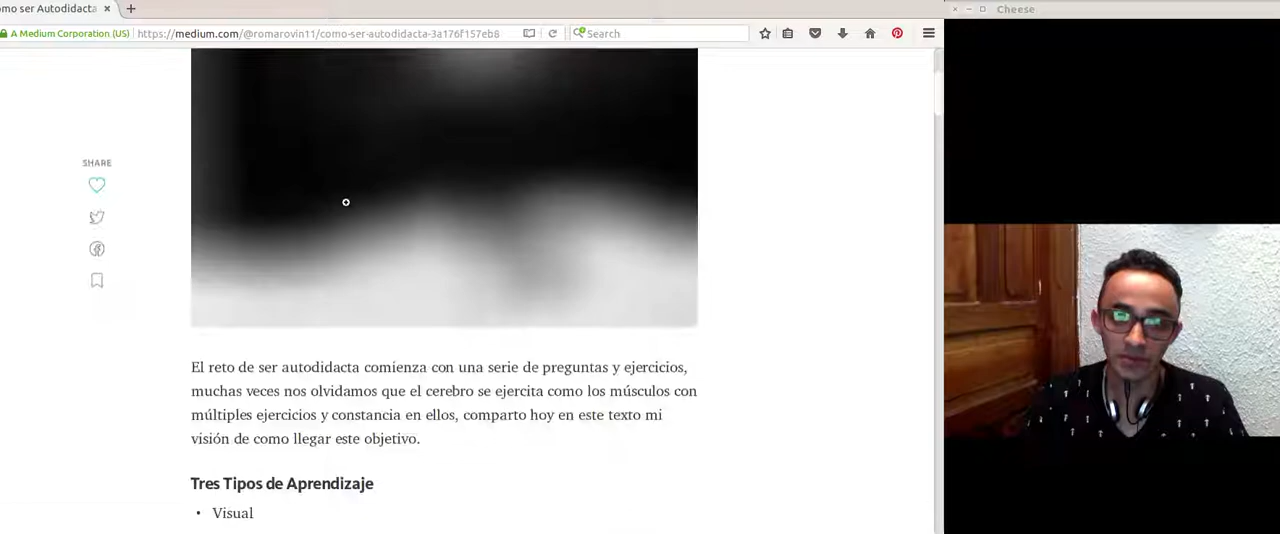 omo ser Autodidacta
Cheese
A Medium Corporation (US)
https://medium.com/@romarovin11/como-ser-autodidacta-3a176f157eb8
Search
SHARE
El reto de ser autodidacta comienza con una serie de preguntas y ejercicios,
muchas veces nos olvidamos que el cerebro se ejercita como los músculos con
múltiples ejercicios y constancia en ellos, comparto hoy en este texto mi
visión de como llegar este objetivo.
Tres Tipos de Aprendizaje
• Visual